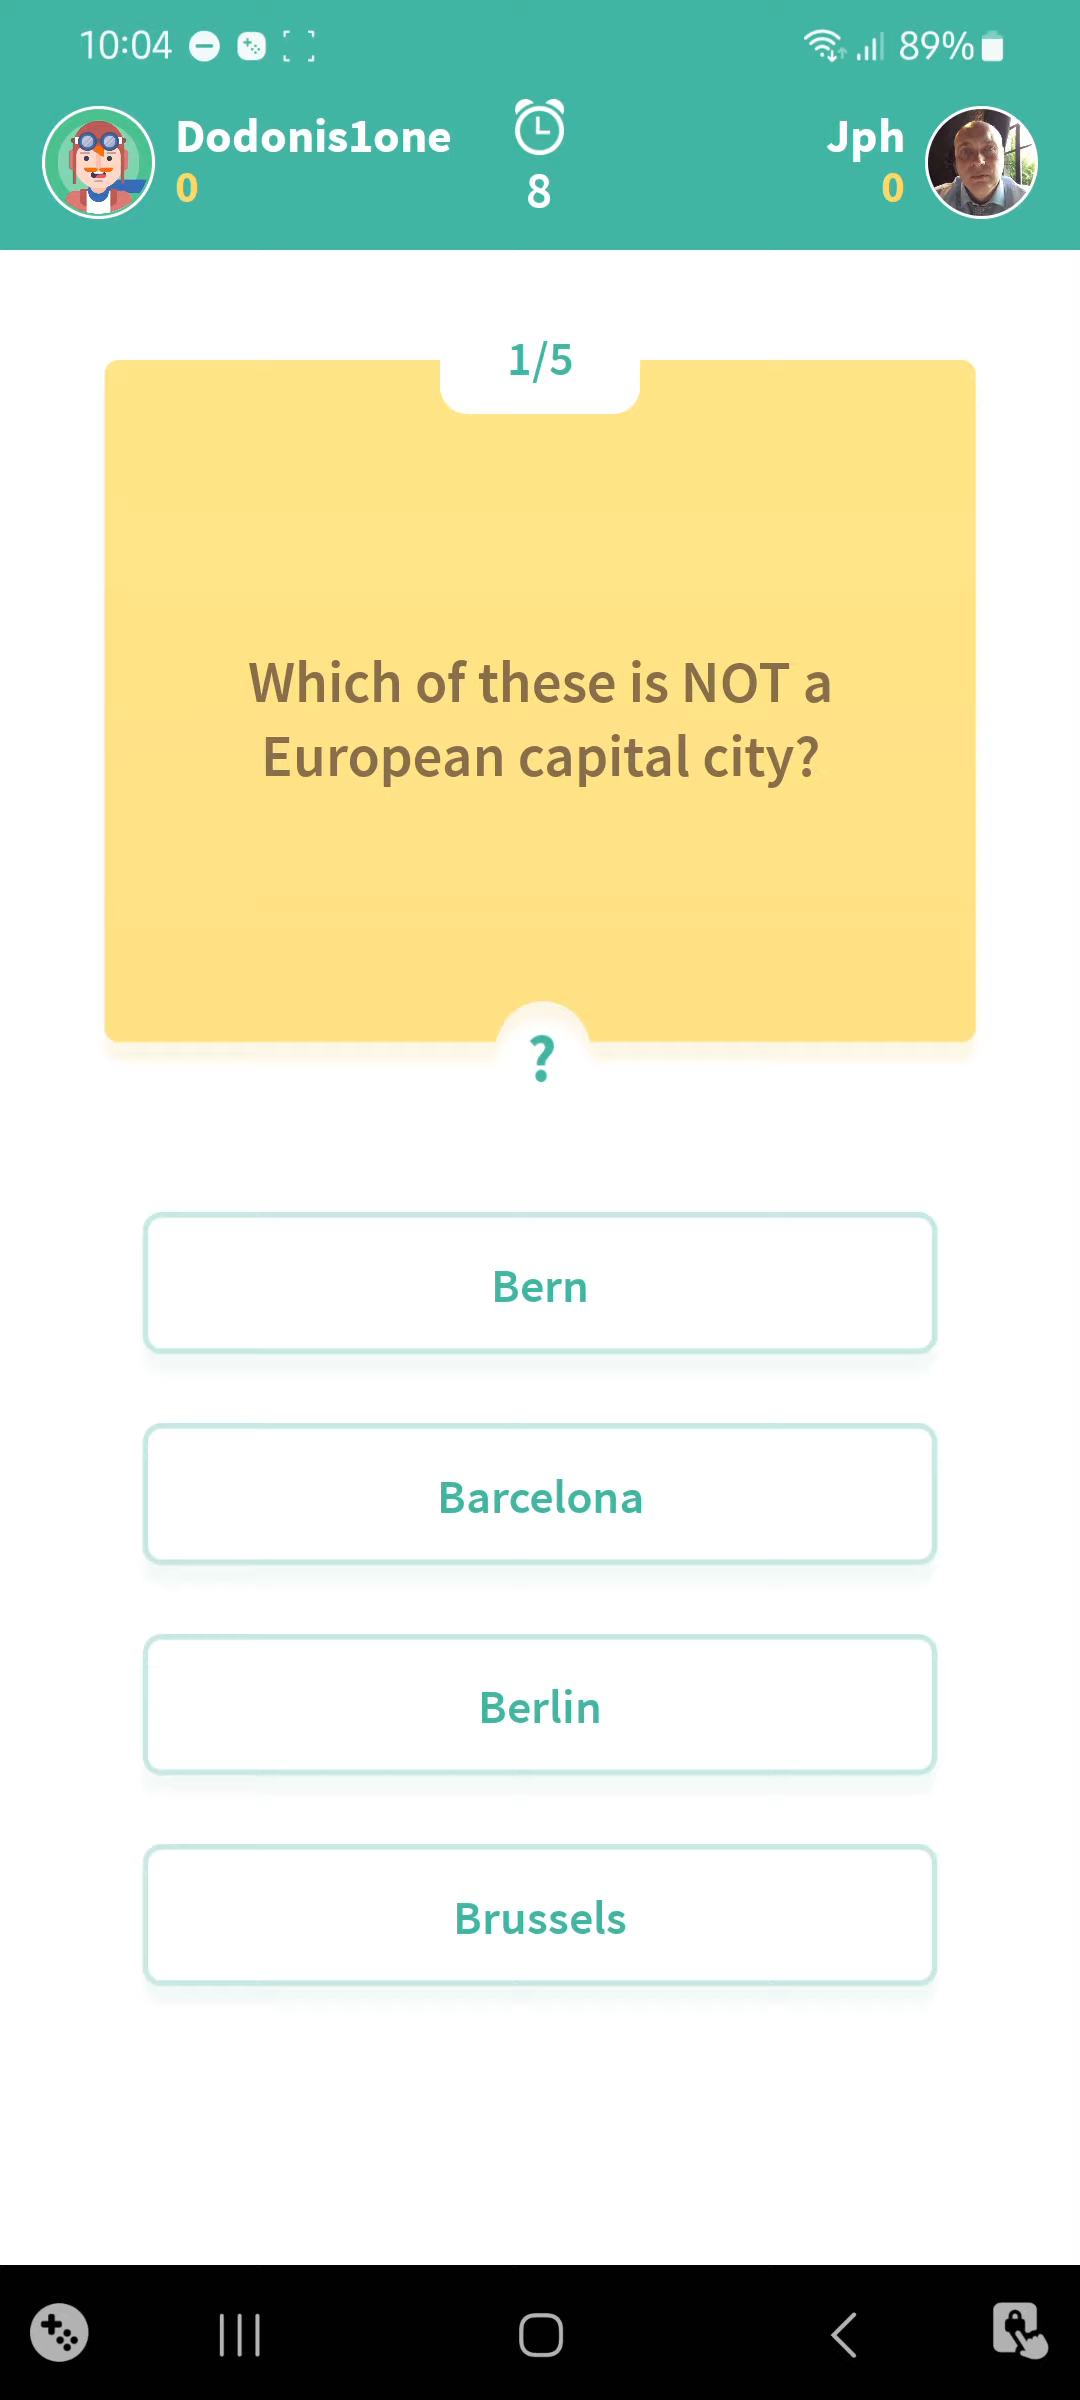 10:04
89%
Dodonis1one
0
8
Jph
0
1/5
Which of these is NOT a
European capital city?
?
Bern
Barcelona
Berlin
Brussels